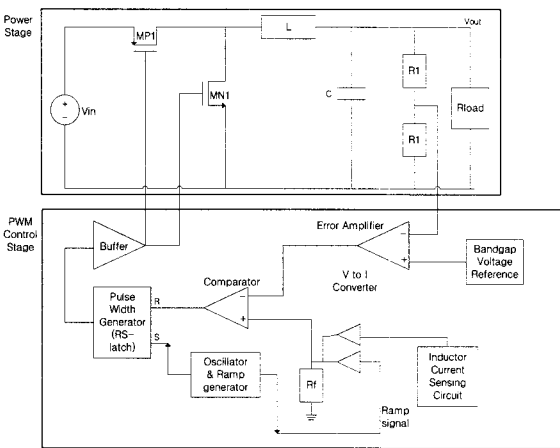 Power
Stage
MP1
L
Vout
R1
MN1
C
Vin
Rload
R1
PWM
Control
Stage
Buffer
Error Amplifier
−
+
Bandgap
Voltage
Reference
V to I
Converter
Comparator
−
+
Pulse
Width
Generator
(RS-
latch)
R
S
Oscillator
& Ramp
generator
Rf
Inductor
Current
Sensing
Circuit
Ramp
signal